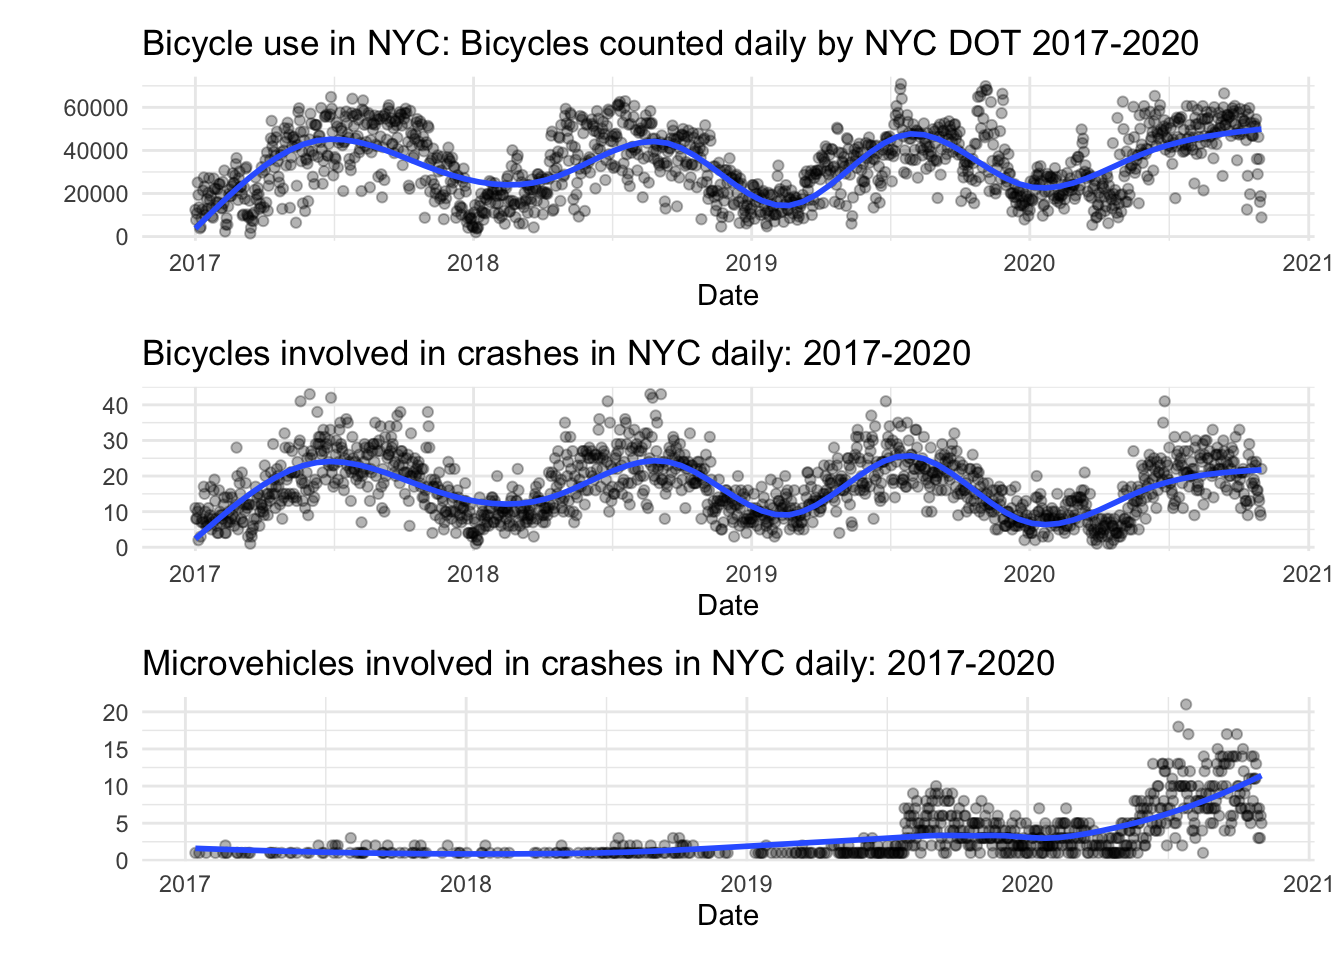 Bicycle use in NYC: Bicycles counted daily by NYC DOT 2017-2020
60000
40000
20000
0
2017 2018 2019 2020 2021
Date
Bicycles involved in crashes in NYC daily: 2017-2020
40
30
20
10
0
2017 2018 2019 2020 2021
Date
Microvehicles involved in crashes in NYC daily: 2017-2020
20
15
10
5
0
2017 2018 2019 2020 2021
Date